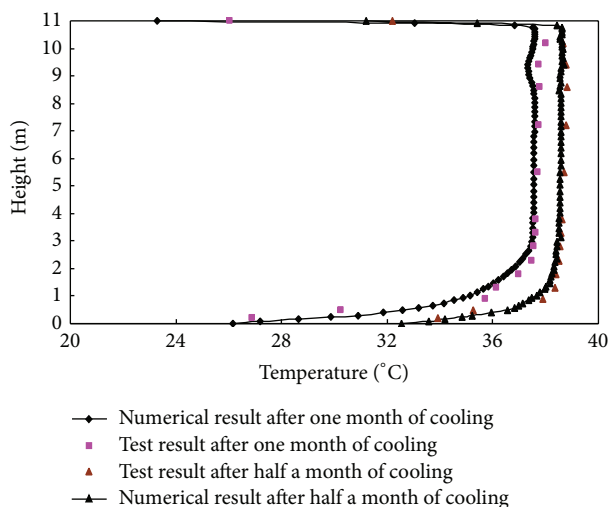 11
10
9
8
7
6
5
4
3
2
1
0
Height (m)
20 24 28 32 36 40
Temperature (°C)
Numerical result after one month of cooling
Test result after one month of cooling
Test result after half a month of cooling
Numerical result after half a month of cooling